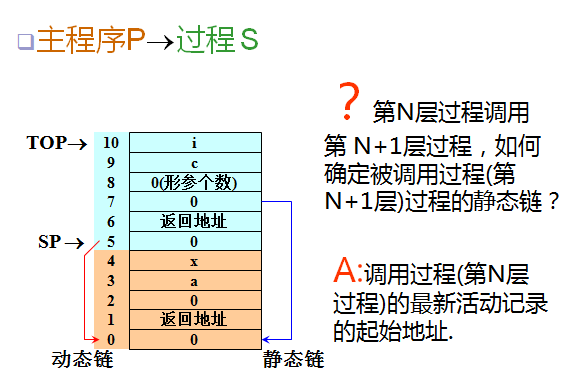 主程序P→过程S
TOP→ 10 i
9 c
8 0(形参个数)
7 0
6 返回地址
SP→ 5 0
4 x
3 a
2 0
1 返回地址
0 0
动态链
静态链
? 第N层过程调用
第 N+1层过程，如何
确定被调用过程(第
N+1层)过程的静态链？
A:调用过程(第N层
过程)的最新活动记录
的起始地址.